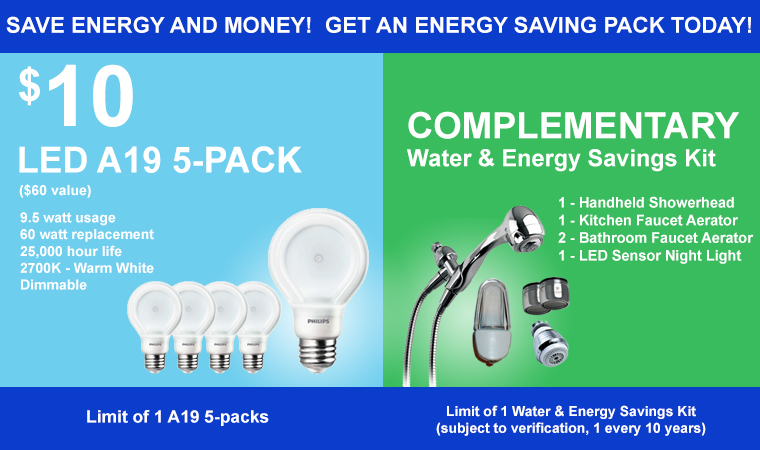 SAVE ENERGY AND MONEY!  GET AN ENERGY SAVING PACK TODAY!
$10
LED A19 5-PACK
($60 value)
9.5 watt usage
60 watt replacement
25,000 hour life
2700K - Warm White
Dimmable
PHILIPS
Limit of 1 A19 5-packs
COMPLEMENTARY
Water & Energy Savings Kit
1 - Handheld Showerhead
1 - Kitchen Faucet Aerator
2 - Bathroom Faucet Aerator
1 - LED Sensor Night Light
Limit of 1 Water & Energy Savings Kit
(subject to verification, 1 every 10 years)